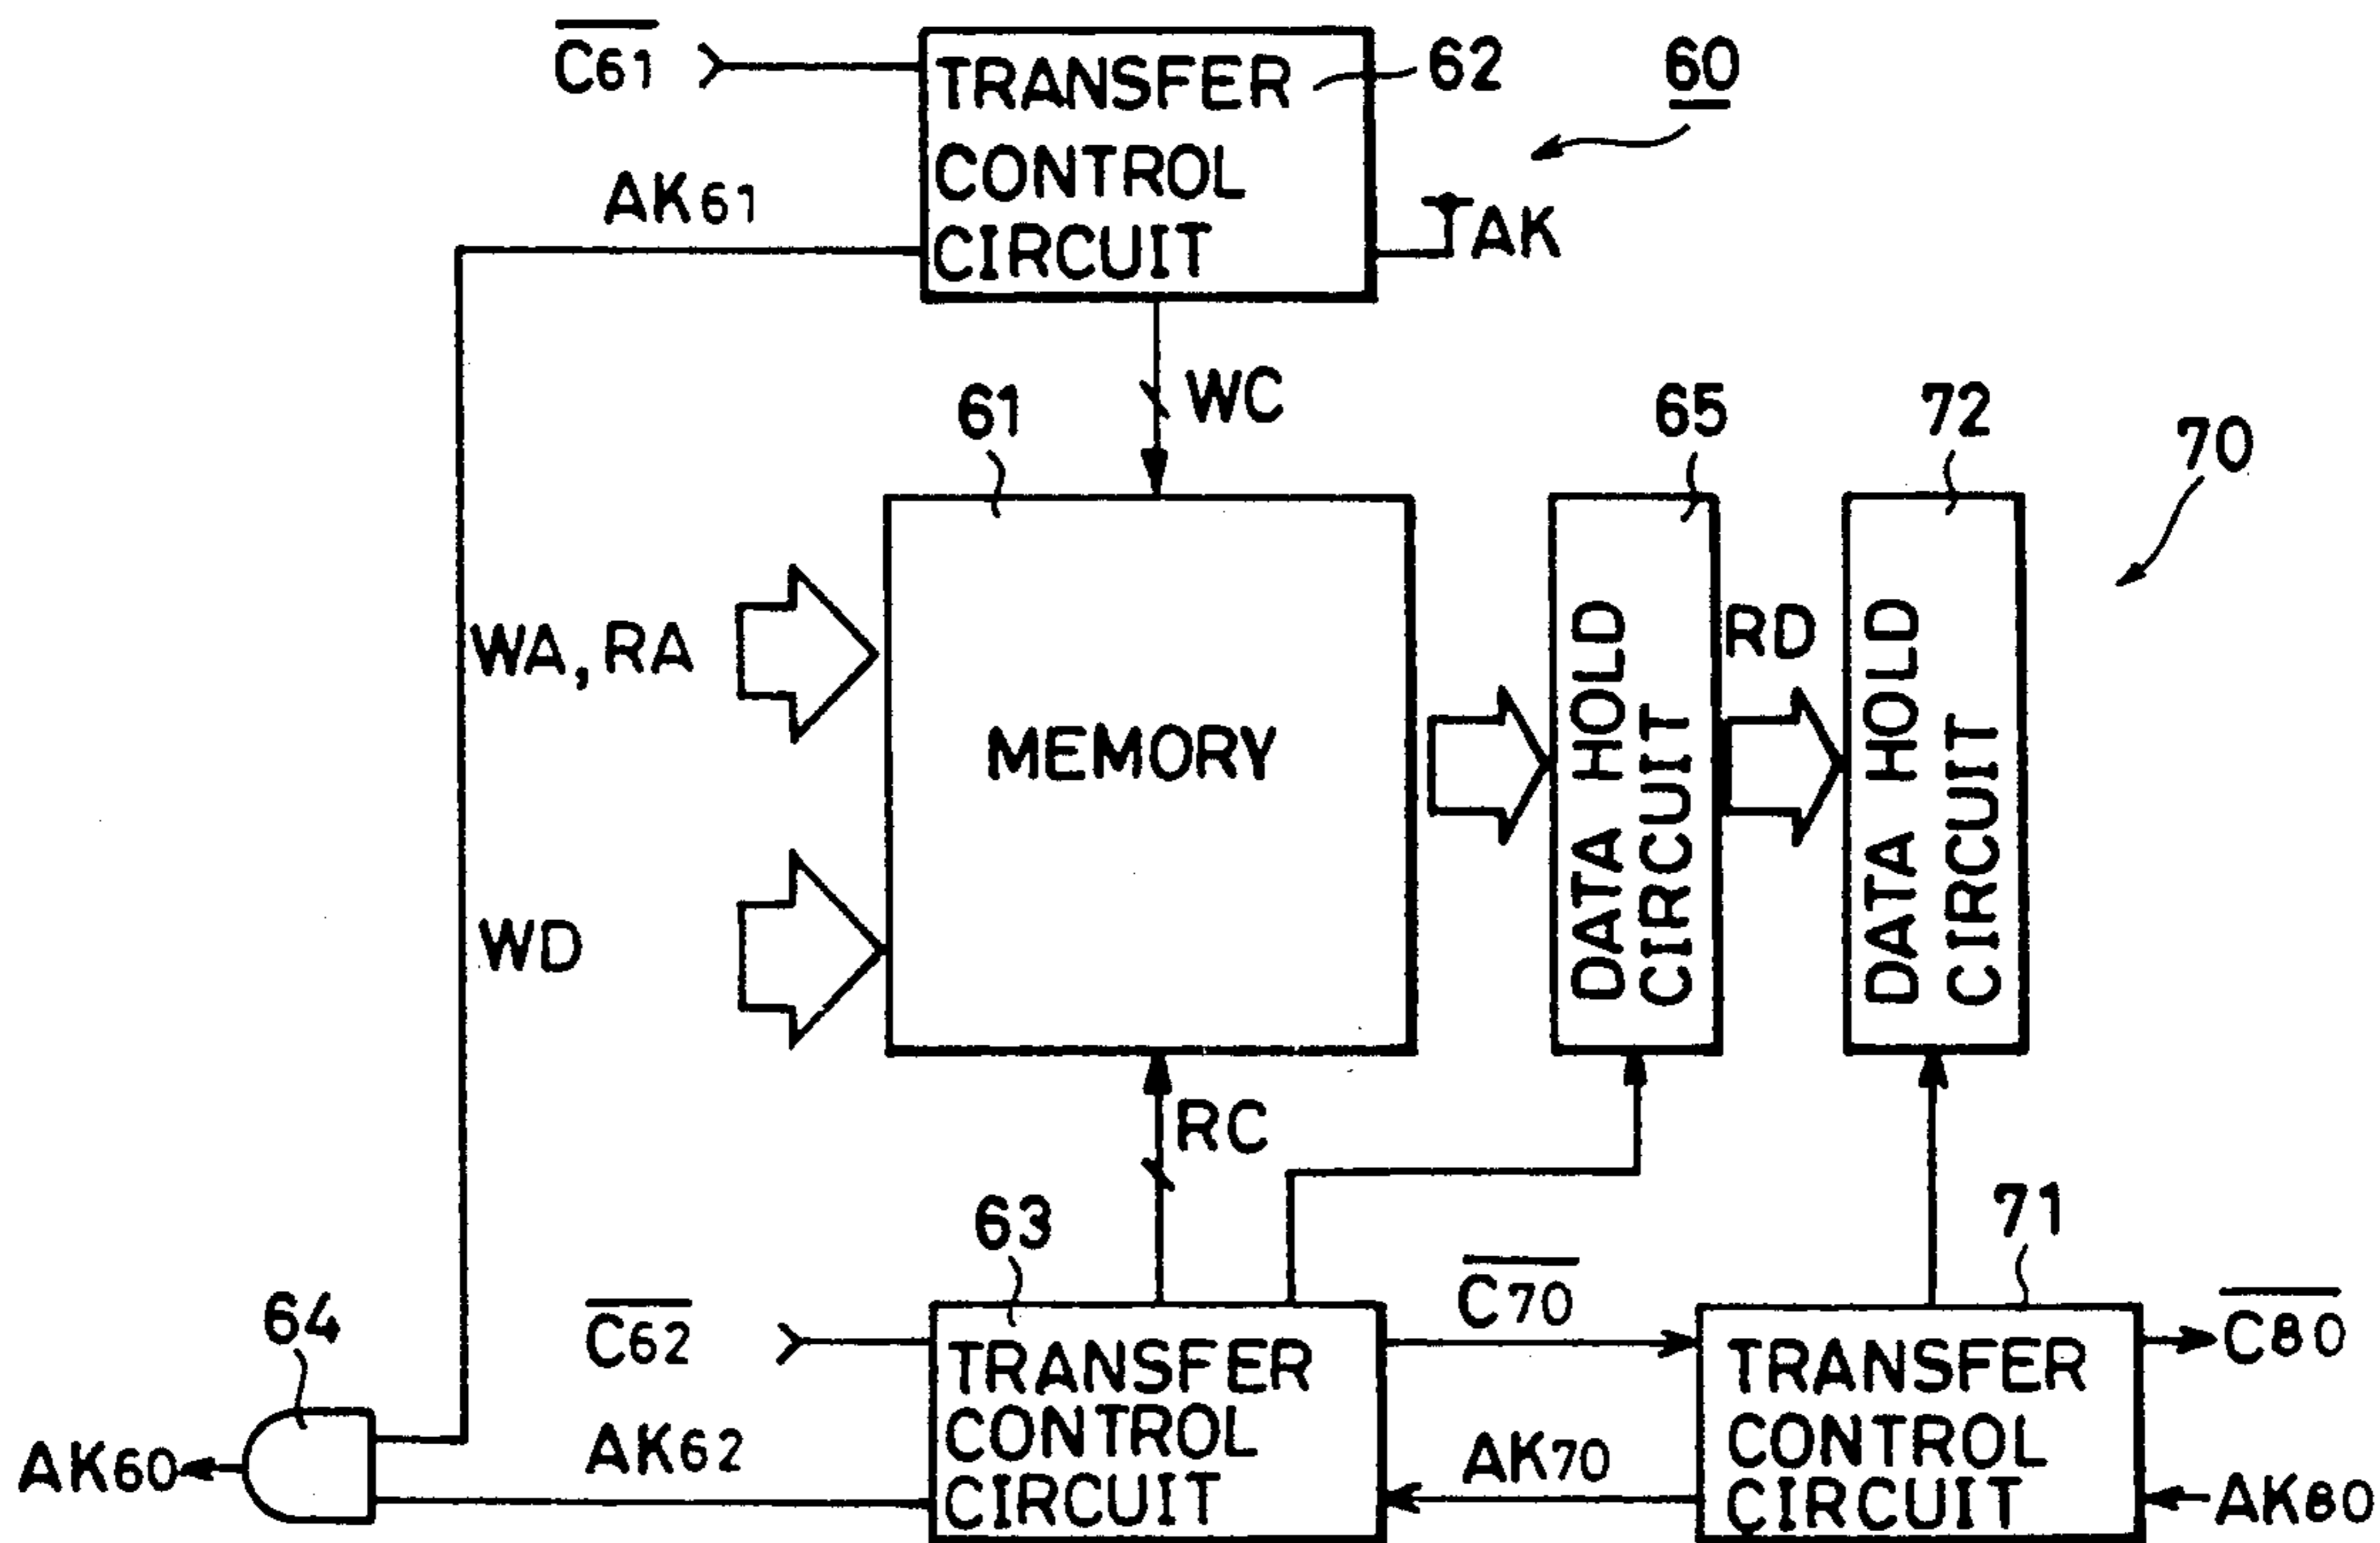 C61
TRANSFER
CONTROL
CIRCUIT
62
60
AK61
AK
WC
61
65
72
70
WA, RA
MEMORY
DATA HOLD
CIRCUIT
RD
DATA HOLD
CIRCUIT
WD
RC
63
71
64
C62
C70
C80
TRANSFER
CONTROL
CIRCUIT
TRANSFER
CONTROL
CIRCUIT
AK60
AK62
AK70
AK80